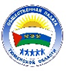 ОБЩЕСТВЕННАЯ ПАЛАТА
ТЮМЕНСКОЙ ОБЛАСТИ